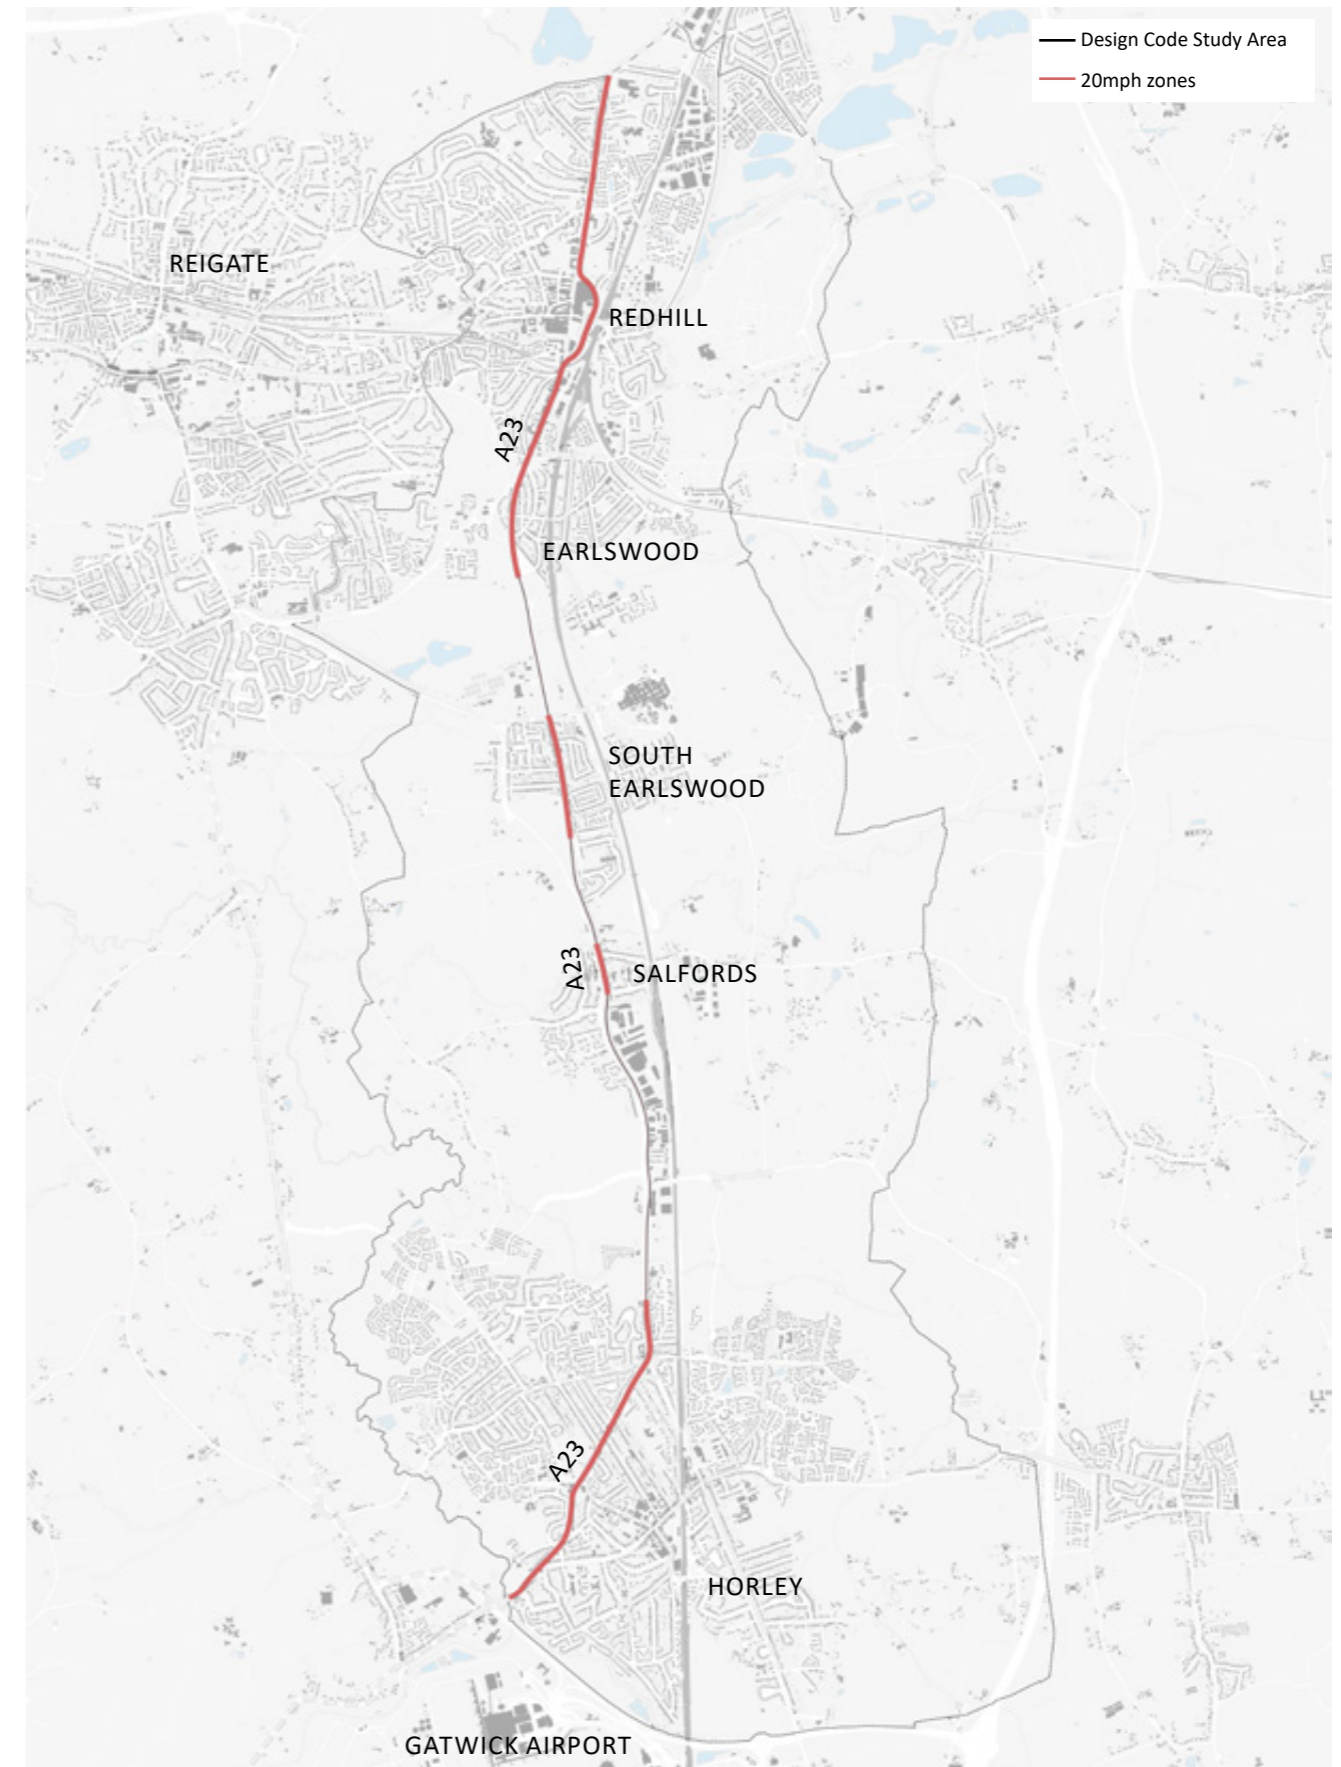 Design Code Study Area
20mph zones
REIGATE
REDHILL
A23
EARLSWOOD
SOUTH
EARLSWOOD
A23
SALFORDS
A23
HORLEY
GATWICK AIRPORT